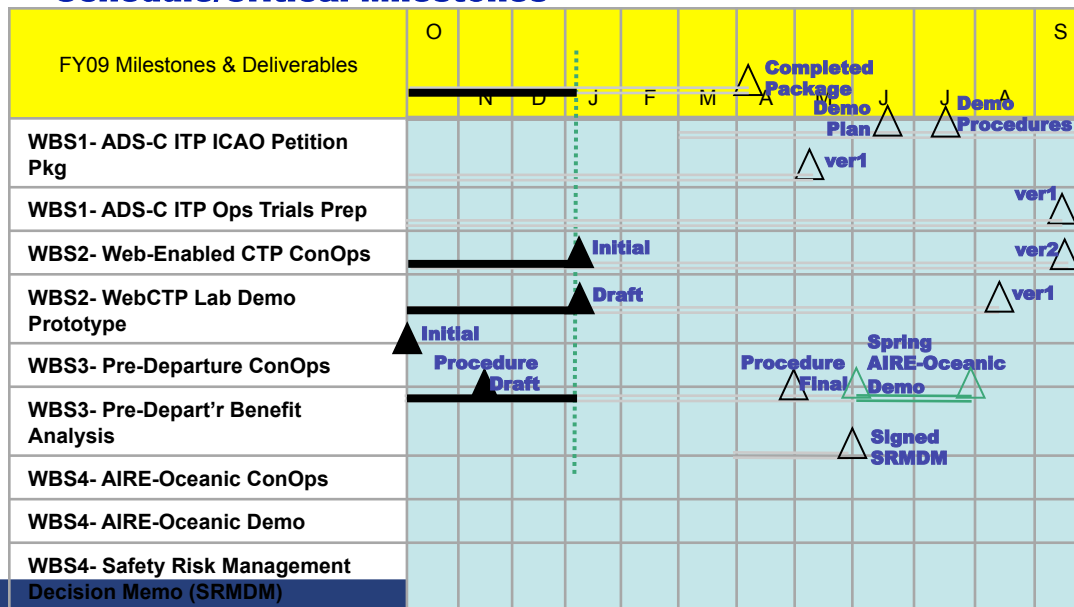 Schedule/Critical Milestones
O S
FY09 Milestones & Deliverables
N D J F M A M J J A
Completed
Package
Demo
Plan
Demo
Procedures
WBS1- ADS-C ITP ICAO Petition
Pkg
ver1
WBS1- ADS-C ITP Ops Trials Prep
ver1
WBS2- Web-Enabled CTP ConOps
Initial
ver2
WBS2- WebCTP Lab Demo
Prototype
Draft
ver1
Initial
WBS3- Pre-Departure ConOps
Procedure
Draft
Procedure
Final
Spring
AIRE-Oceanic
Demo
WBS3- Pre-Depart'r Benefit
Analysis
Signed
SRMDM
WBS4- AIRE-Oceanic ConOps
WBS4- AIRE-Oceanic Demo
WBS4- Safety Risk Management
Decision Memo (SRMDM)